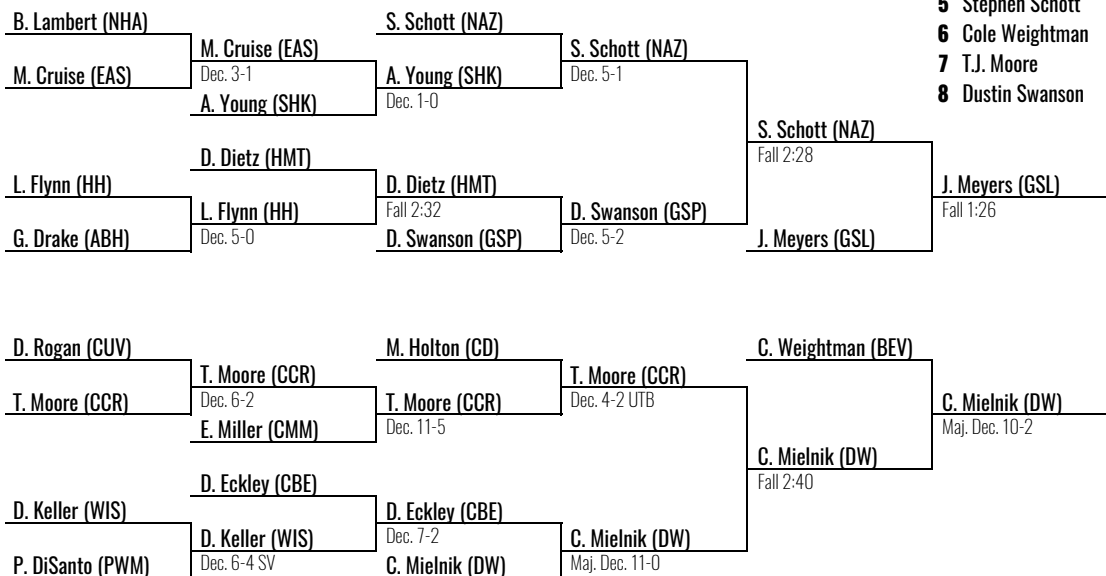 5 Stephen Schott
6 Cole Weightman
7 T.J. Moore
8 Dustin Swanson
B. Lambert (NHA)
M. Cruise (EAS)
M. Cruise (EAS)
Dec. 3-1
A. Young (SHK)
S. Schott (NAZ)
A. Young (SHK)
Dec. 1-0
S. Schott (NAZ)
Dec. 5-1
L. Flynn (HH)
G. Drake (ABH)
D. Dietz (HMT)
L. Flynn (HH)
Dec. 5-0
D. Dietz (HMT)
Fall 2:32
D. Swanson (GSP)
D. Swanson (GSP)
Dec. 5-2
S. Schott (NAZ)
Fall 2:28
J. Meyers (GSL)
J. Meyers (GSL)
Fall 1:26
D. Rogan (CUV)
T. Moore (CCR)
T. Moore (CCR)
Dec. 6-2
E. Miller (CMM)
M. Holton (CD)
T. Moore (CCR)
Dec. 11-5
T. Moore (CCR)
Dec. 4-2 UTB
D. Keller (WIS)
P. DiSanto (PWM)
D. Eckley (CBE)
D. Keller (WIS)
Dec. 6-4 SV
D. Eckley (CBE)
Dec. 7-2
C. Mielnik (DW)
C. Mielnik (DW)
Maj. Dec. 11-0
C. Weightman (BEV)
C. Mielnik (DW)
Fall 2:40
C. Mielnik (DW)
Maj. Dec. 10-2